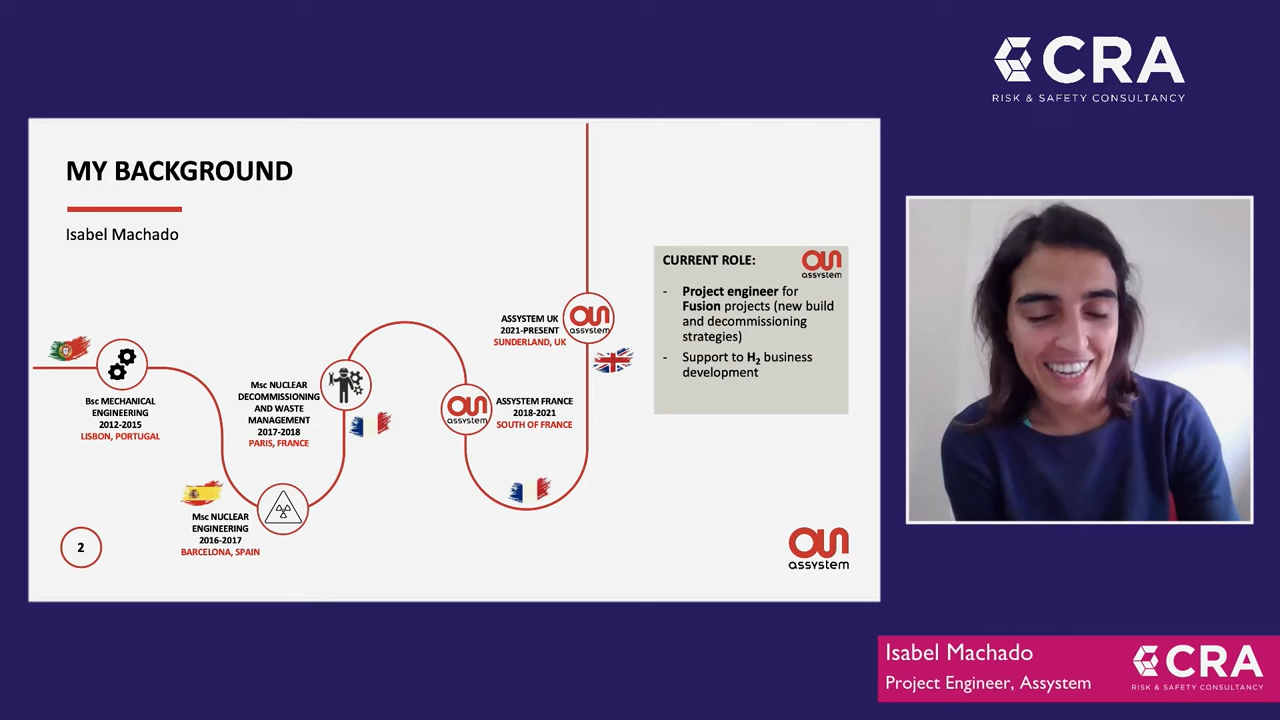 CRA
RISK & SAFETY CONSULTANCY
MY BACKGROUND
Isabel Machado
Bsc MECHANICAL
ENGINEERING
2012-2015
LISBON, PORTUGAL
Msc NUCLEAR
ENGINEERING
2016-2017
BARCELONA, SPAIN
Msc NUCLEAR
DECOMMISSIONING
AND WASTE
MANAGEMENT
2017-2018
PARIS, FRANCE
assystem
ASSYSTEM FRANCE
2018-2021
SOUTH OF FRANCE
ASSYSTEM UK
2021-PRESENT
SUNDERLAND, UK
assystem
CURRENT ROLE:
assystem
- Project engineer for
Fusion projects (new build
and decommissioning
strategies)
- Support to H₂ business
development
2
assystem
Isabel Machado
Project Engineer, Assystem
CRA
RISK & SAFETY CONSULTANCY